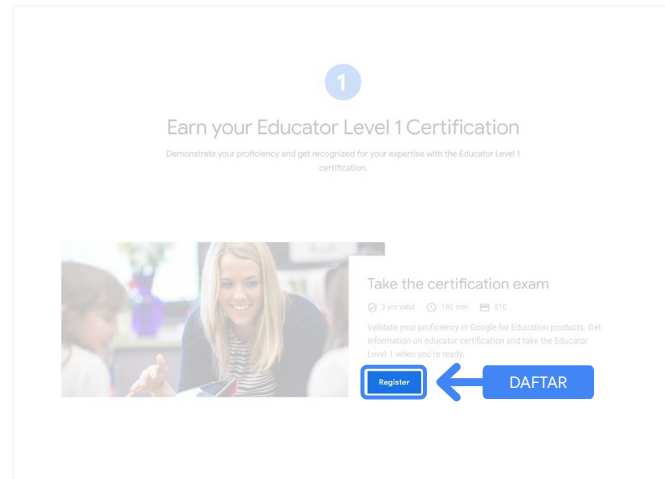 1
Earn your Educator Level 1 Certification
Demonstrate your proficiency and get recognized for your expertise with the Educator Level 1
certification.
Take the certification exam
3 yrs valid 180 min $10
Validate your proficiency in Google for Education products. Get
information on educator certification and take the Educator
Level 1 when you're ready.
Register DAFTAR